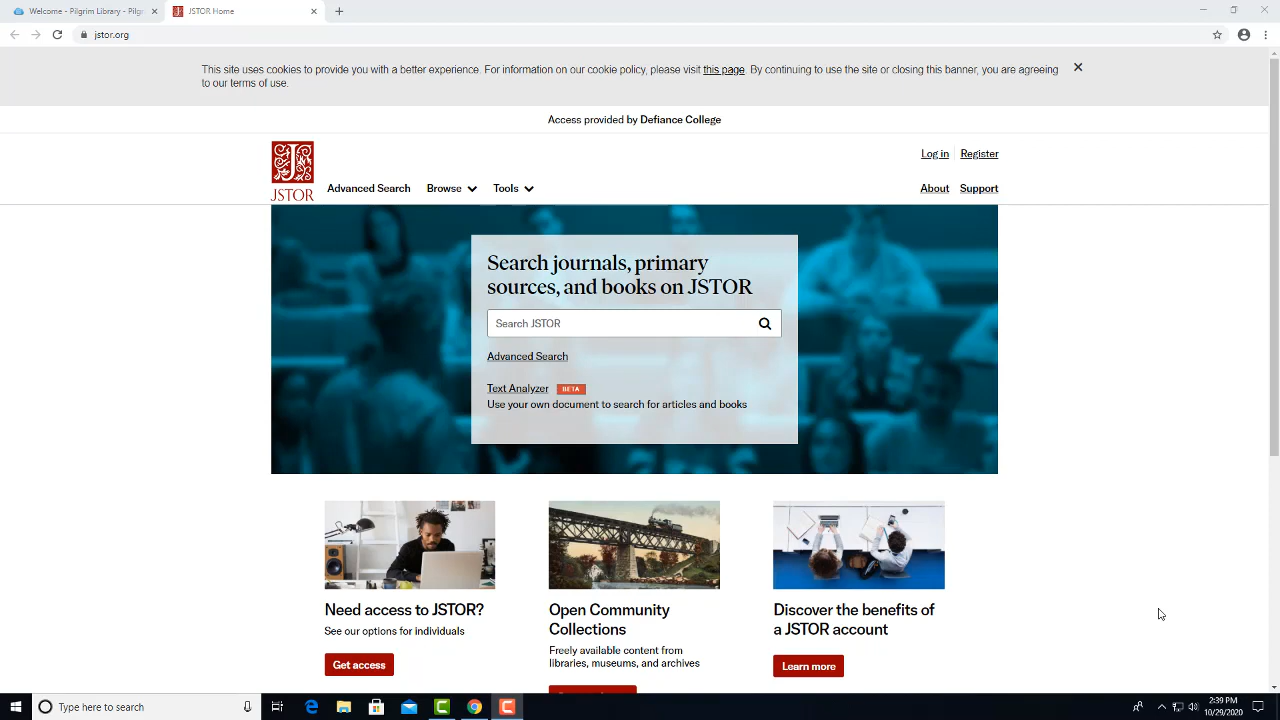 Welcome - Pilgrim Library - Pilgr
JSTOR Home
jstor.org
This site uses cookies to provide you with a better experience. For information on our cookie policy, please visit this page. By continuing to use the site or closing this banner, you are agreeing
to our terms of use.
Access provided by Defiance College
Log in
Register
JSTOR
Advanced Search
Browse
Tools
About
Support
Search journals, primary
sources, and books on JSTOR
Search JSTOR
Advanced Search
Text Analyzer BETA
Use your own document to search for articles and books
Need access to JSTOR?
See our options for individuals
Get access
Open Community
Collections
Freely available content from
libraries, museums, and archives
Discover the benefits of
a JSTOR account
Learn more
Type here to search
2:39 PM
10/29/2020